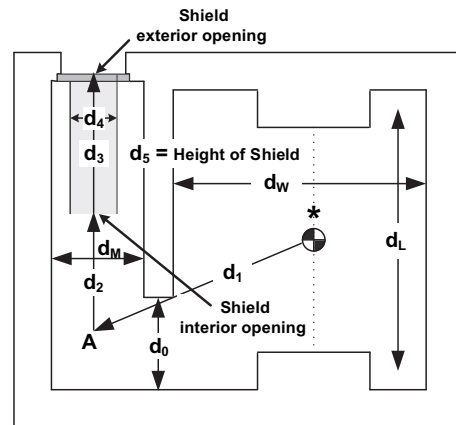 Shield
exterior opening
d4
d3
d5 = Height of Shield
dW
*
dM
d1
dL
d2
Shield
interior opening
A
d0